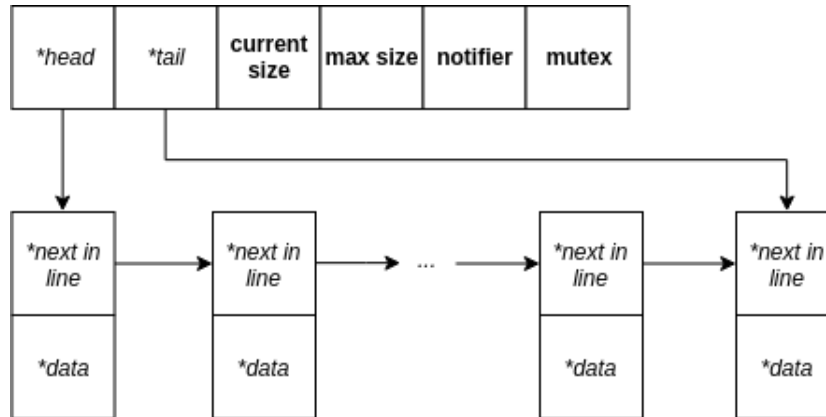 *head
*tail
current
size
max size
notifier
mutex
*next in
line
*next in
line
...
*next in
line
*next in
line
*data
*data
*data
*data